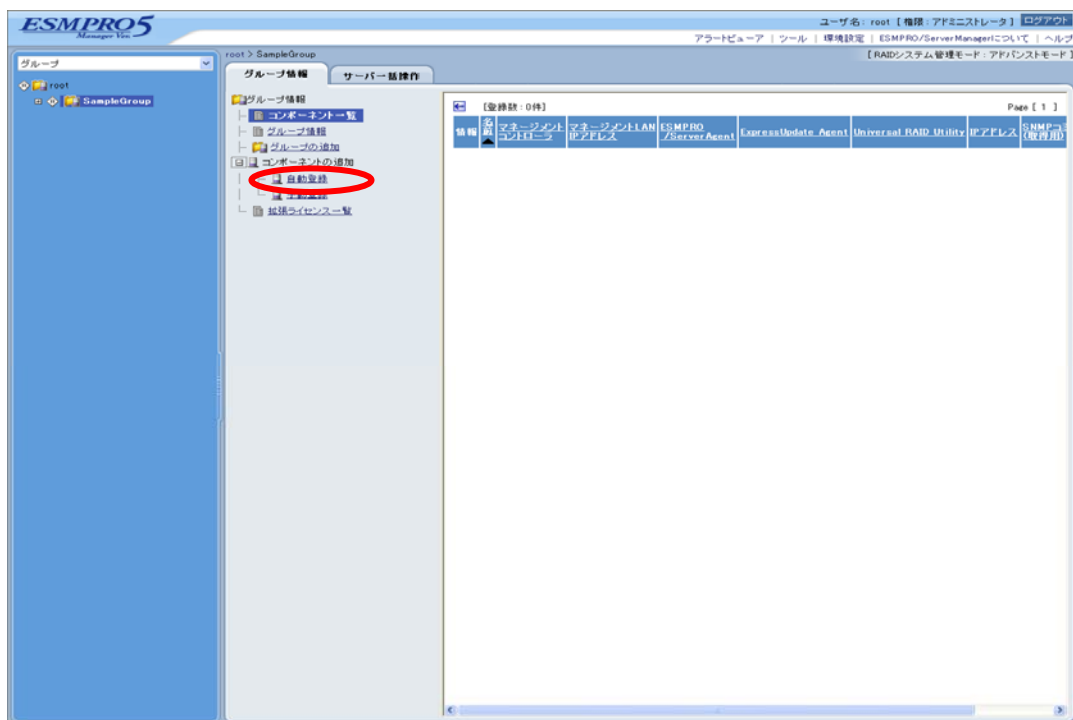 ESMPRO5
Manager Ver.
ユーザ名: root [ 権限:アドミニストレータ ] ログアウト
アラートビューア | ツール | 環境設定 | ESMPRO/ServerManagerについて | ヘルプ
グループ
root > SampleGroup
[ RAIDシステム管理モード:アドバンストモード ]
グループ情報 サーバ一括操作
root
SampleGroup
グループ情報
コンポーネント一覧
グループ情報
グループの追加
コンポーネントの追加
自動登録
手動登録
拡張ライセンス一覧
[登録数:0件]
Page [ 1 ]
情報 名前 マネージメントコントローラ マネージメントLAN IPアドレス ESMPRO/ServerAgent ExpressUpdate Agent Universal RAID Utility IPアドレス SNMPコミ (取得用)